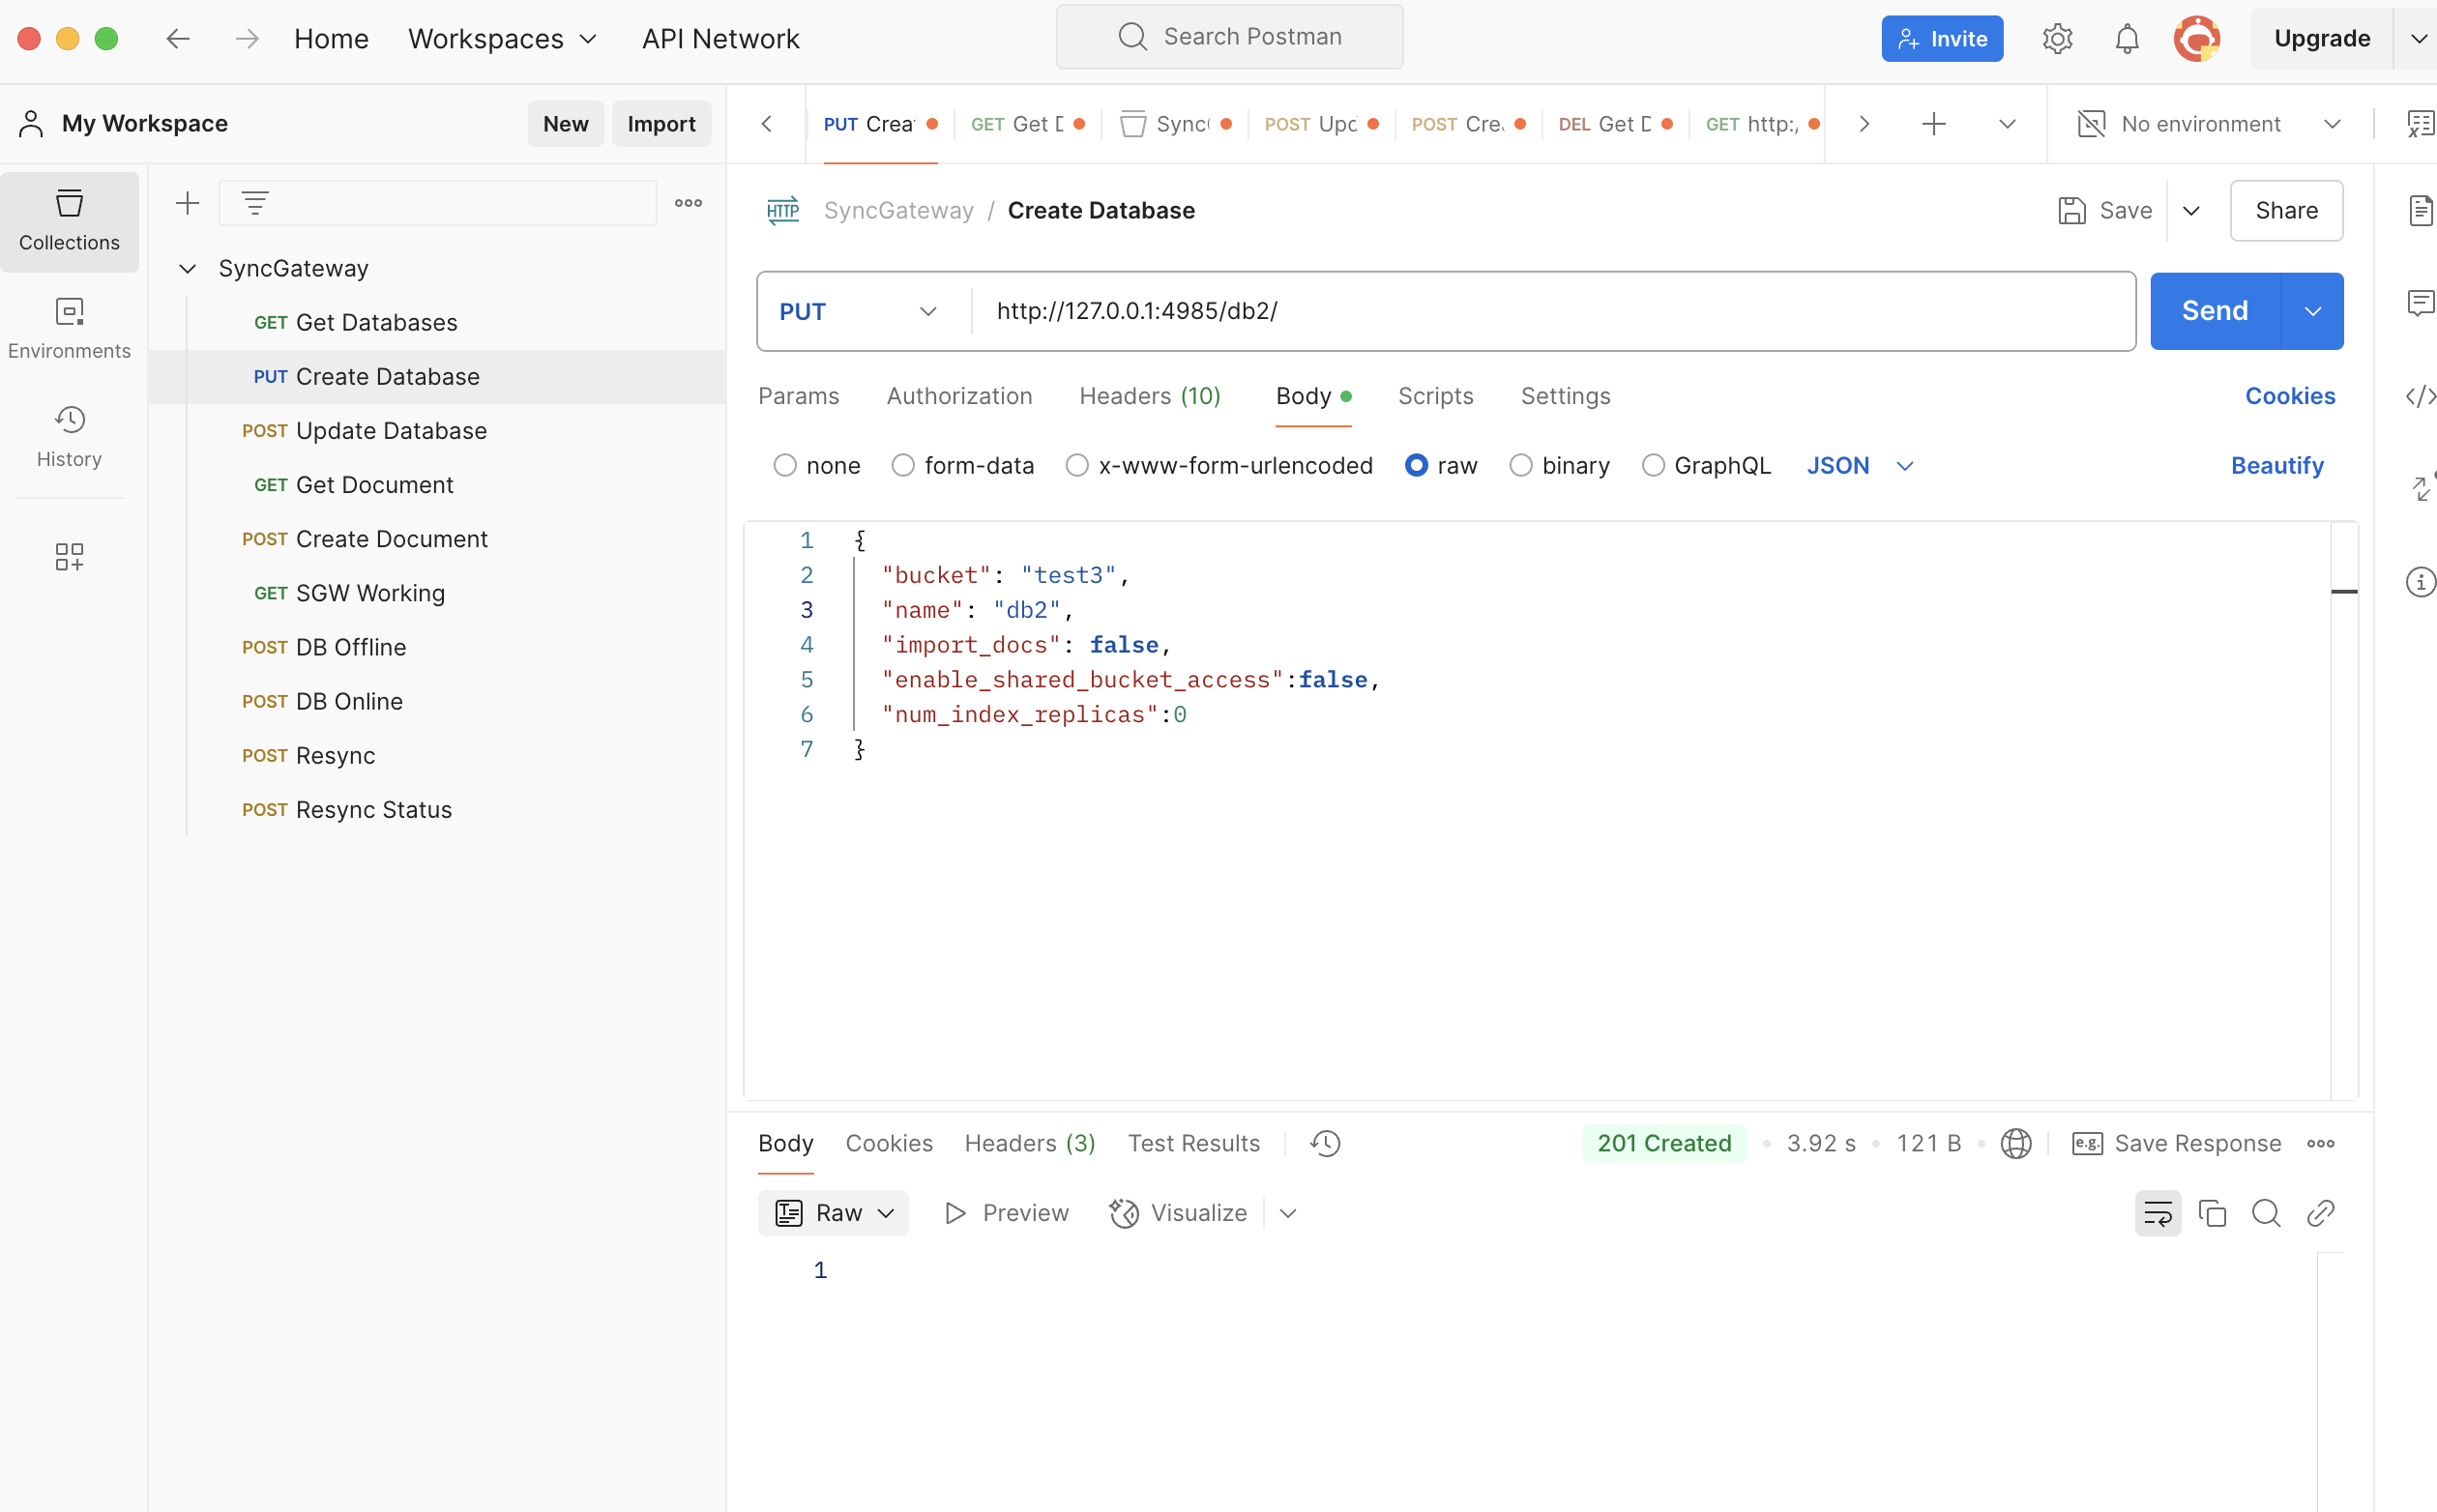 Home Workspaces API Network Search Postman Invite Upgrade
My Workspace New Import
PUT Crea GET Get D Sync POST Upd POST Cre DEL Get D GET http:/ No environment
Collections
Environments
History
SyncGateway
GET Get Databases
PUT Create Database
POST Update Database
GET Get Document
POST Create Document
GET SGW Working
POST DB Offline
POST DB Online
POST Resync
POST Resync Status
HTTP SyncGateway / Create Database Save Share
PUT http://127.0.0.1:4985/db2/ Send
Params Authorization Headers (10) Body Scripts Settings Cookies
none form-data x-www-form-urlencoded raw binary GraphQL JSON Beautify
1 {
2 "bucket": "test3",
3 "name": "db2",
4 "import_docs": false,
5 "enable_shared_bucket_access":false,
6 "num_index_replicas":0
7 }
Body Cookies Headers (3) Test Results 201 Created 3.92 s 121 B e.g. Save Response
Raw Preview Visualize
1